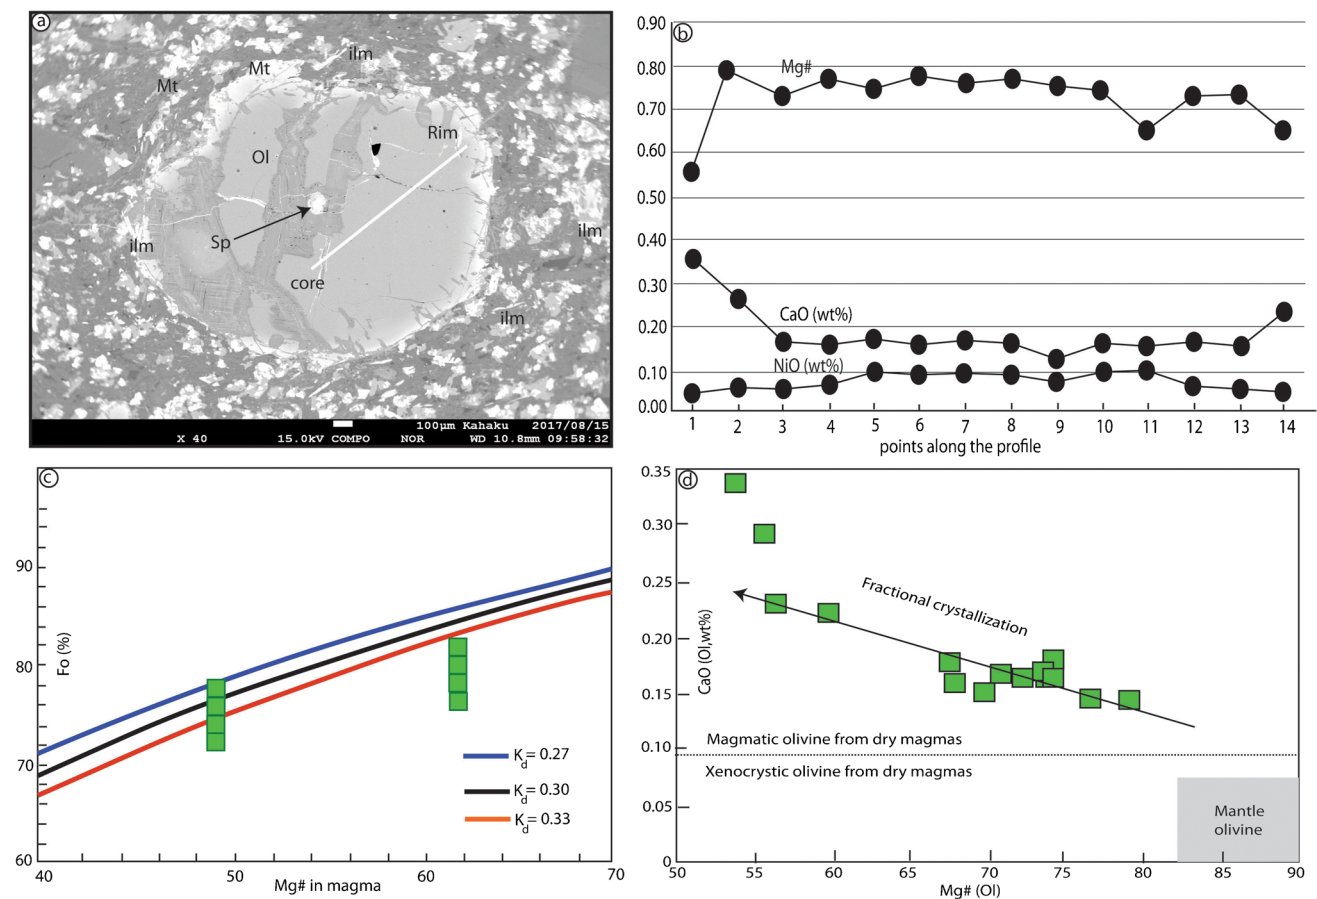 a
ilm
Mt
Mt
Rim
Ol
Sp
ilm
ilm
core
ilm
100µm Kahaku 2017/08/15
X 40 15.0kV COMPO NOR WD 10.8mm 09:58:32
b
0.90
0.80
0.70
0.60
0.50
0.40
0.30
0.20
0.10
0.00
Mg#
CaO (wt%)
NiO (wt%)
1 2 3 4 5 6 7 8 9 10 11 12 13 14
points along the profile
c
90
80
70
60
Fo (%)
Kd= 0.27
Kd= 0.30
Kd= 0.33
40 50 60 70
Mg# in magma
d
0.35
0.30
0.25
0.20
0.15
0.10
0.05
0
CaO (Ol,wt%)
Fractional crystallization
Magmatic olivine from dry magmas
Xenocrystic olivine from dry magmas
Mantle
olivine
50 55 60 65 70 75 80 85 90
Mg# (Ol)